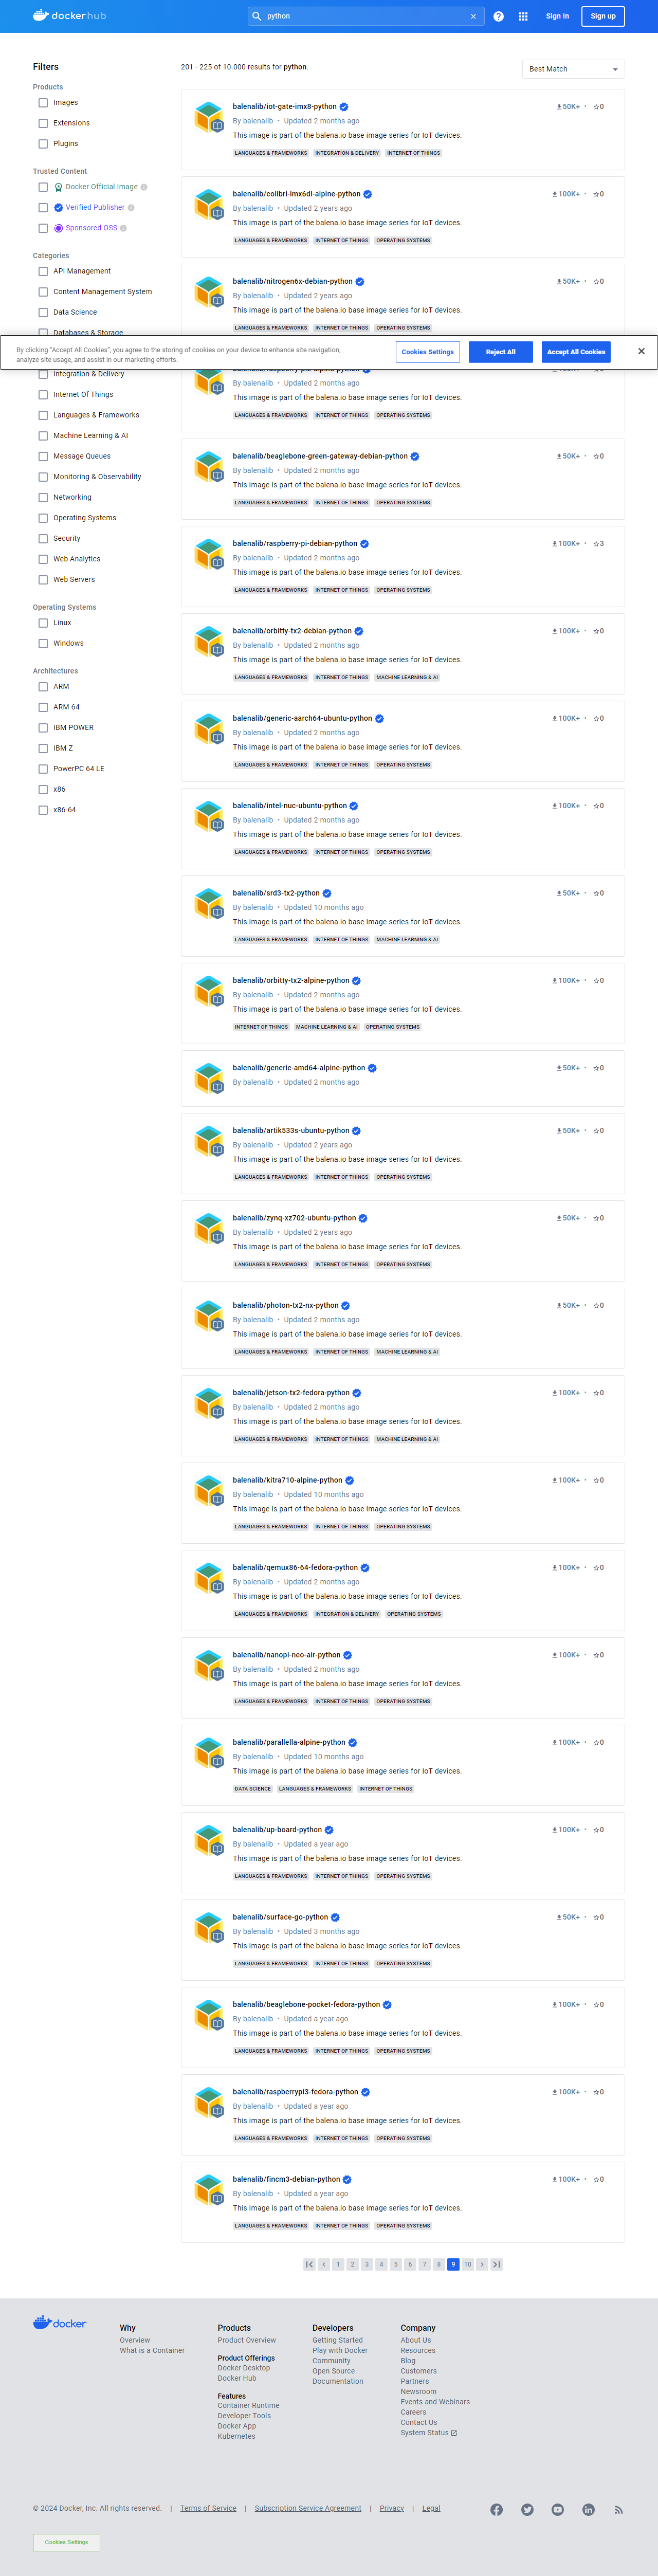 docker hub
python
Sign In
Sign up
Filters
Products
Images
Extensions
Plugins
Trusted Content
Docker Official Image
Verified Publisher
Sponsored OSS
Categories
API Management
Content Management System
Data Science
Databases & Storage
Integration & Delivery
Internet Of Things
Languages & Frameworks
Machine Learning & AI
Message Queues
Monitoring & Observability
Networking
Operating Systems
Security
Web Analytics
Web Servers
Operating Systems
Linux
Windows
Architectures
ARM
ARM 64
IBM POWER
IBM Z
PowerPC 64 LE
x86
x86-64
201 - 225 of 10.000 results for python.
Best Match
balenalib/iot-gate-imx8-python 50K+ • 0
By balenalib • Updated 2 months ago
This image is part of the balena.io base image series for IoT devices.
LANGUAGES & FRAMEWORKS INTEGRATION & DELIVERY INTERNET OF THINGS
balenalib/colibri-imx6dl-alpine-python 100K+ • 0
By balenalib • Updated 2 years ago
This image is part of the balena.io base image series for IoT devices.
LANGUAGES & FRAMEWORKS INTERNET OF THINGS OPERATING SYSTEMS
balenalib/nitrogen6x-debian-python 50K+ • 0
By balenalib • Updated 2 years ago
This image is part of the balena.io base image series for IoT devices.
LANGUAGES & FRAMEWORKS INTERNET OF THINGS OPERATING SYSTEMS
By clicking "Accept All Cookies", you agree to the storing of cookies on your device to enhance site navigation,
analyze site usage, and assist in our marketing efforts.
Cookies Settings
Reject All
Accept All Cookies
By balenalib • Updated 2 months ago
This image is part of the balena.io base image series for IoT devices.
LANGUAGES & FRAMEWORKS INTERNET OF THINGS OPERATING SYSTEMS
balenalib/beaglebone-green-gateway-debian-python 50K+ • 0
By balenalib • Updated 2 months ago
This image is part of the balena.io base image series for IoT devices.
LANGUAGES & FRAMEWORKS INTERNET OF THINGS OPERATING SYSTEMS
balenalib/raspberry-pi-debian-python 100K+ • 3
By balenalib • Updated 2 months ago
This image is part of the balena.io base image series for IoT devices.
LANGUAGES & FRAMEWORKS INTERNET OF THINGS OPERATING SYSTEMS
balenalib/orbitty-tx2-debian-python 100K+ • 0
By balenalib • Updated 2 months ago
This image is part of the balena.io base image series for IoT devices.
LANGUAGES & FRAMEWORKS INTERNET OF THINGS MACHINE LEARNING & AI
balenalib/generic-aarch64-ubuntu-python 100K+ • 0
By balenalib • Updated 2 months ago
This image is part of the balena.io base image series for IoT devices.
LANGUAGES & FRAMEWORKS INTERNET OF THINGS OPERATING SYSTEMS
balenalib/intel-nuc-ubuntu-python 100K+ • 0
By balenalib • Updated 2 months ago
This image is part of the balena.io base image series for IoT devices.
LANGUAGES & FRAMEWORKS INTERNET OF THINGS OPERATING SYSTEMS
balenalib/srd3-tx2-python 50K+ • 0
By balenalib • Updated 10 months ago
This image is part of the balena.io base image series for IoT devices.
LANGUAGES & FRAMEWORKS INTERNET OF THINGS MACHINE LEARNING & AI
balenalib/orbitty-tx2-alpine-python 100K+ • 0
By balenalib • Updated 2 months ago
This image is part of the balena.io base image series for IoT devices.
INTERNET OF THINGS MACHINE LEARNING & AI OPERATING SYSTEMS
balenalib/generic-amd64-alpine-python 50K+ • 0
By balenalib • Updated 2 months ago
balenalib/artik533s-ubuntu-python 50K+ • 0
By balenalib • Updated 2 years ago
This image is part of the balena.io base image series for IoT devices.
LANGUAGES & FRAMEWORKS INTERNET OF THINGS OPERATING SYSTEMS
balenalib/zynq-xz702-ubuntu-python 50K+ • 0
By balenalib • Updated 2 years ago
This image is part of the balena.io base image series for IoT devices.
LANGUAGES & FRAMEWORKS INTERNET OF THINGS OPERATING SYSTEMS
balenalib/photon-tx2-nx-python 50K+ • 0
By balenalib • Updated 2 months ago
This image is part of the balena.io base image series for IoT devices.
LANGUAGES & FRAMEWORKS INTERNET OF THINGS MACHINE LEARNING & AI
balenalib/jetson-tx2-fedora-python 100K+ • 0
By balenalib • Updated 2 months ago
This image is part of the balena.io base image series for IoT devices.
LANGUAGES & FRAMEWORKS INTERNET OF THINGS MACHINE LEARNING & AI
balenalib/kitra710-alpine-python 100K+ • 0
By balenalib • Updated 10 months ago
This image is part of the balena.io base image series for IoT devices.
LANGUAGES & FRAMEWORKS INTERNET OF THINGS OPERATING SYSTEMS
balenalib/qemux86-64-fedora-python 100K+ • 0
By balenalib • Updated 2 months ago
This image is part of the balena.io base image series for IoT devices.
LANGUAGES & FRAMEWORKS INTEGRATION & DELIVERY OPERATING SYSTEMS
balenalib/nanopi-neo-air-python 100K+ • 0
By balenalib • Updated 2 months ago
This image is part of the balena.io base image series for IoT devices.
LANGUAGES & FRAMEWORKS INTERNET OF THINGS OPERATING SYSTEMS
balenalib/parallella-alpine-python 100K+ • 0
By balenalib • Updated 10 months ago
This image is part of the balena.io base image series for IoT devices.
DATA SCIENCE LANGUAGES & FRAMEWORKS INTERNET OF THINGS
balenalib/up-board-python 100K+ • 0
By balenalib • Updated a year ago
This image is part of the balena.io base image series for IoT devices.
LANGUAGES & FRAMEWORKS INTERNET OF THINGS OPERATING SYSTEMS
balenalib/surface-go-python 50K+ • 0
By balenalib • Updated 3 months ago
This image is part of the balena.io base image series for IoT devices.
LANGUAGES & FRAMEWORKS INTERNET OF THINGS OPERATING SYSTEMS
balenalib/beaglebone-pocket-fedora-python 100K+ • 0
By balenalib • Updated a year ago
This image is part of the balena.io base image series for IoT devices.
LANGUAGES & FRAMEWORKS INTERNET OF THINGS OPERATING SYSTEMS
balenalib/raspberrypi3-fedora-python 100K+ • 0
By balenalib • Updated a year ago
This image is part of the balena.io base image series for IoT devices.
LANGUAGES & FRAMEWORKS INTERNET OF THINGS OPERATING SYSTEMS
balenalib/fincm3-debian-python 100K+ • 0
By balenalib • Updated a year ago
This image is part of the balena.io base image series for IoT devices.
LANGUAGES & FRAMEWORKS INTERNET OF THINGS OPERATING SYSTEMS
1 2 3 4 5 6 7 8 9 10
docker
Why
Overview
What is a Container
Products
Product Overview
Product Offerings
Docker Desktop
Docker Hub
Features
Container Runtime
Developer Tools
Docker App
Kubernetes
Developers
Getting Started
Play with Docker
Community
Open Source
Documentation
Company
About Us
Resources
Blog
Customers
Partners
Newsroom
Events and Webinars
Careers
Contact Us
System Status
© 2024 Docker, Inc. All rights reserved. | Terms of Service | Subscription Service Agreement | Privacy | Legal
Cookies Settings